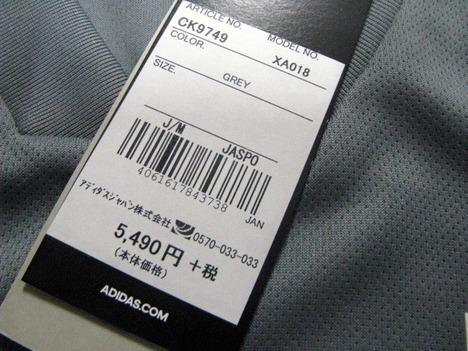 ARTICLE NO. MODEL NO.
CK9749 XA018
COLOR.
GREY
SIZE.
J/M JASPO
4061617843738 JAN
アディダスジャパン株式会社 0570-033-033
5,490円 +税
(本体価格)
ADIDAS.COM